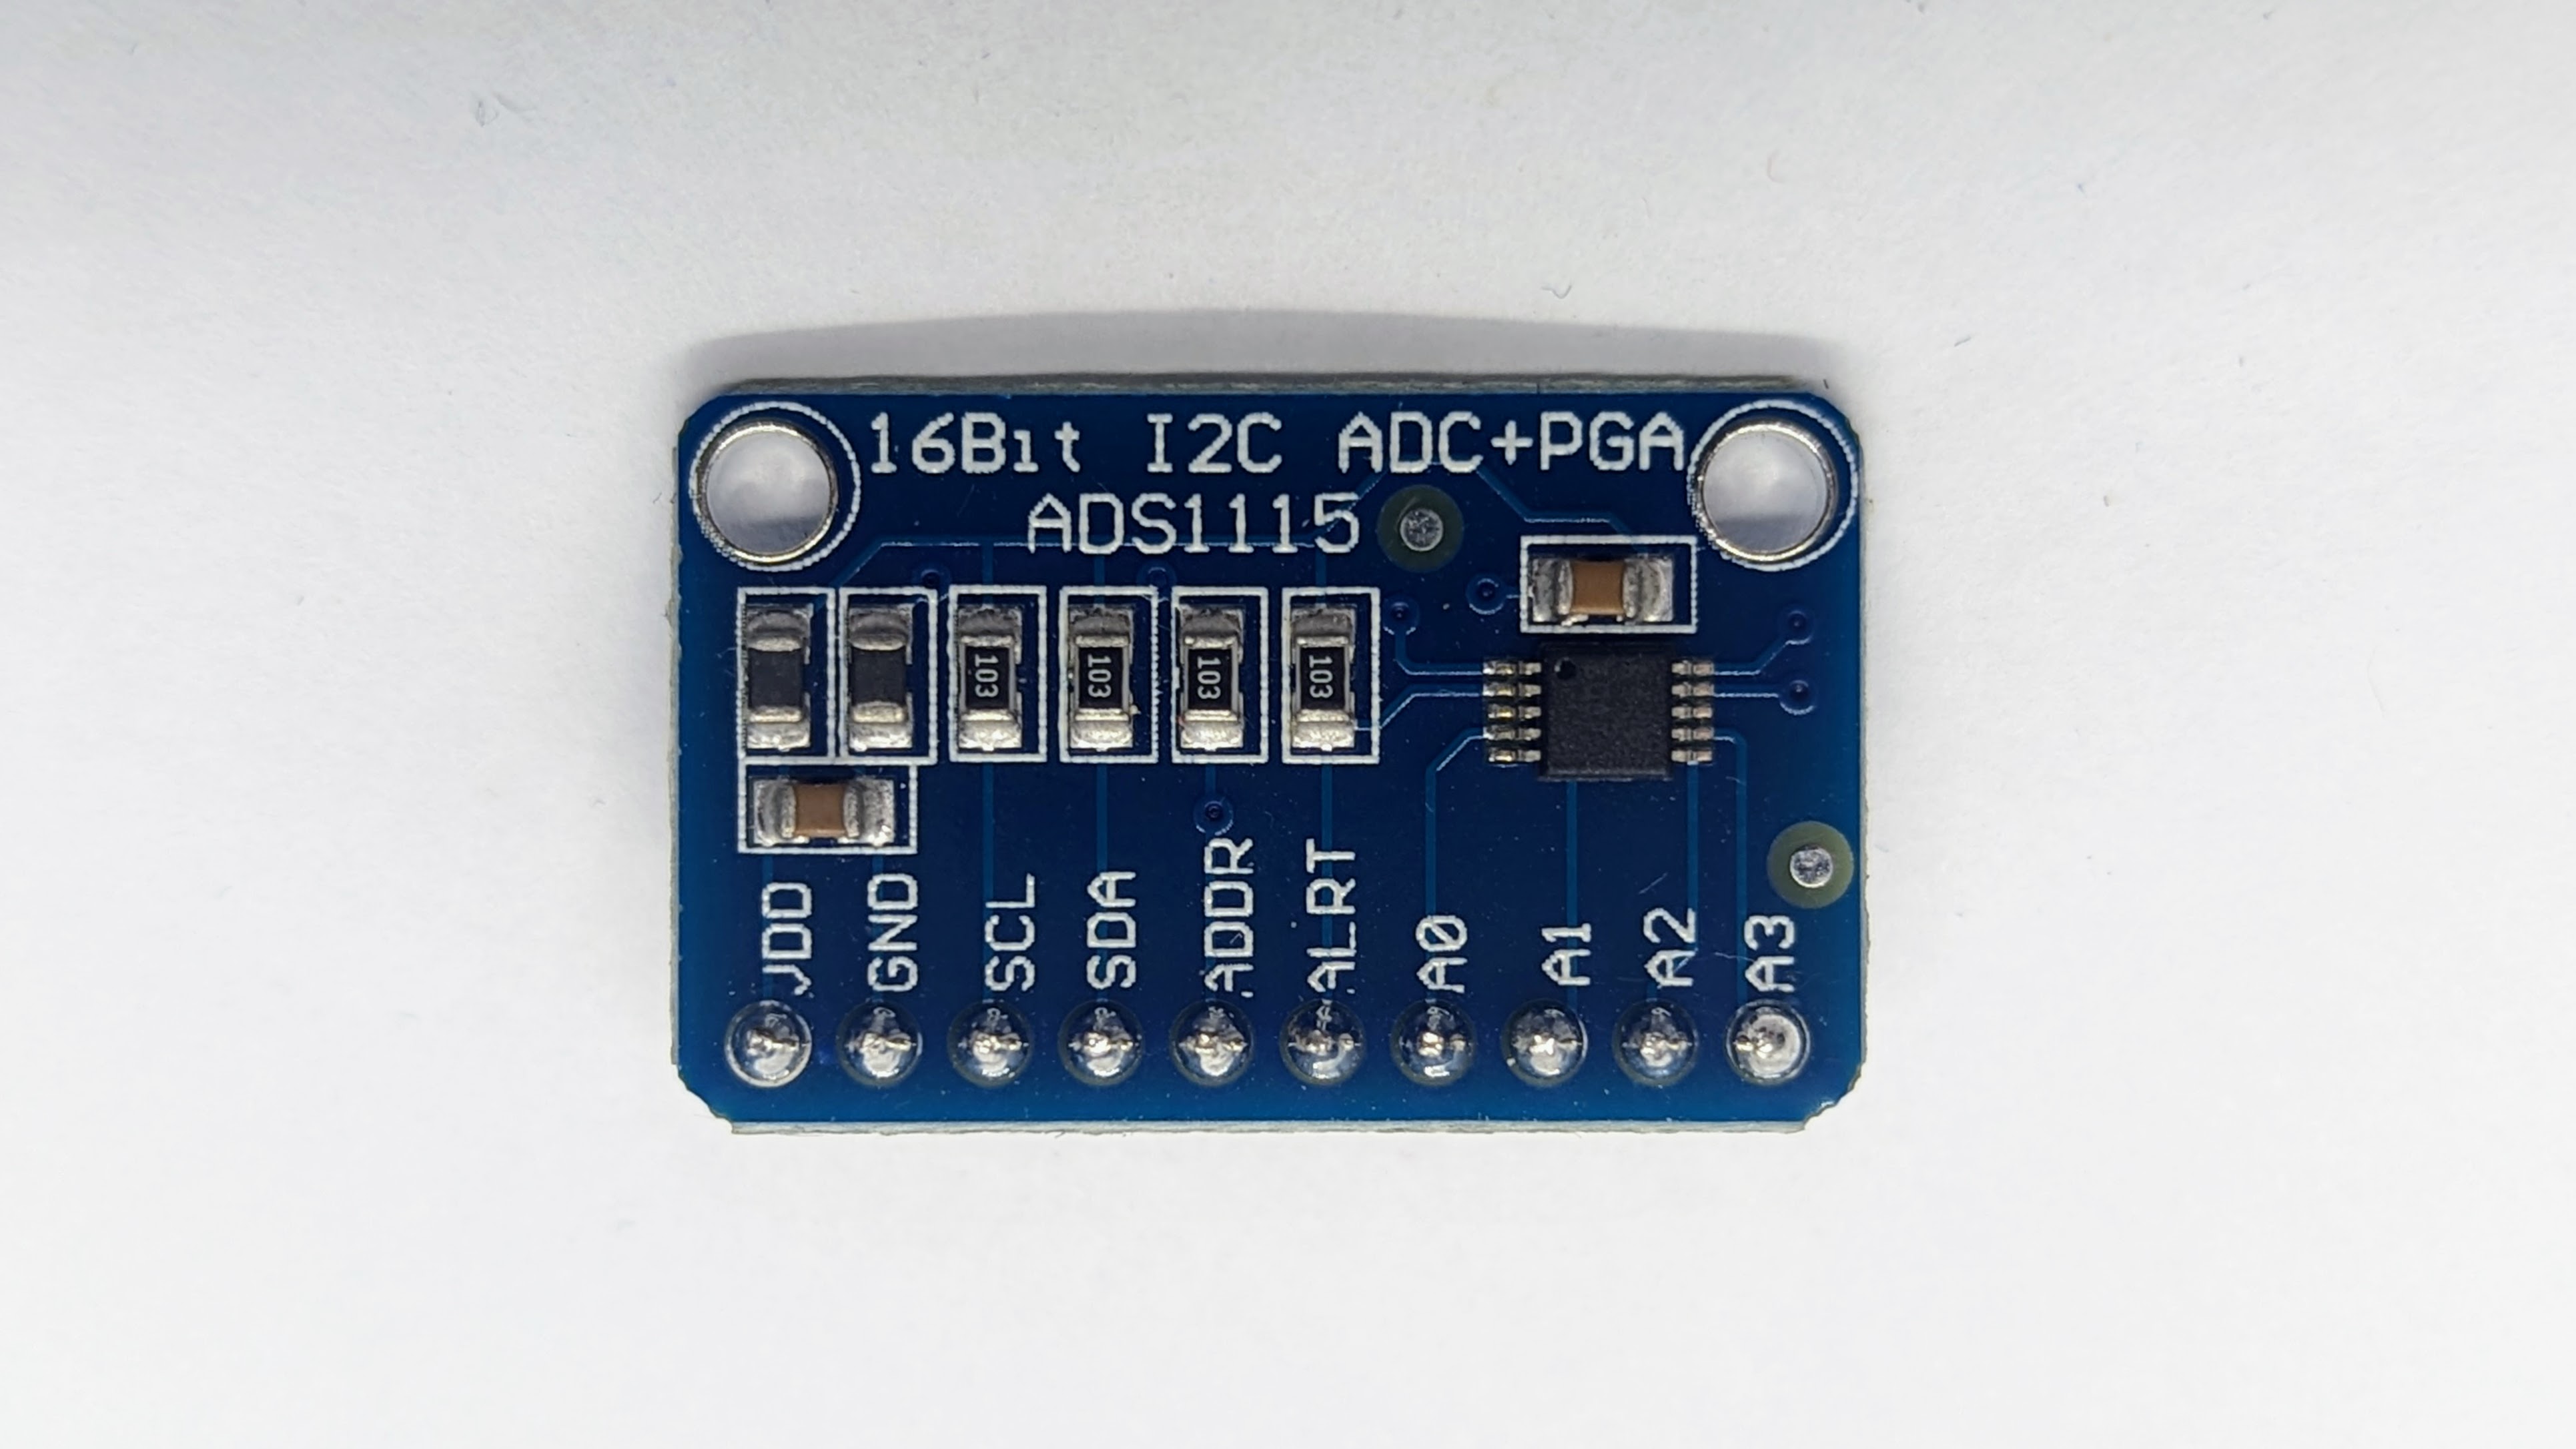 16Bit I2C ADC+PGA
ADS1115
103 103 103 103
VDD GND SCL SDA ADDR ALRT A0 A1 A2 A3